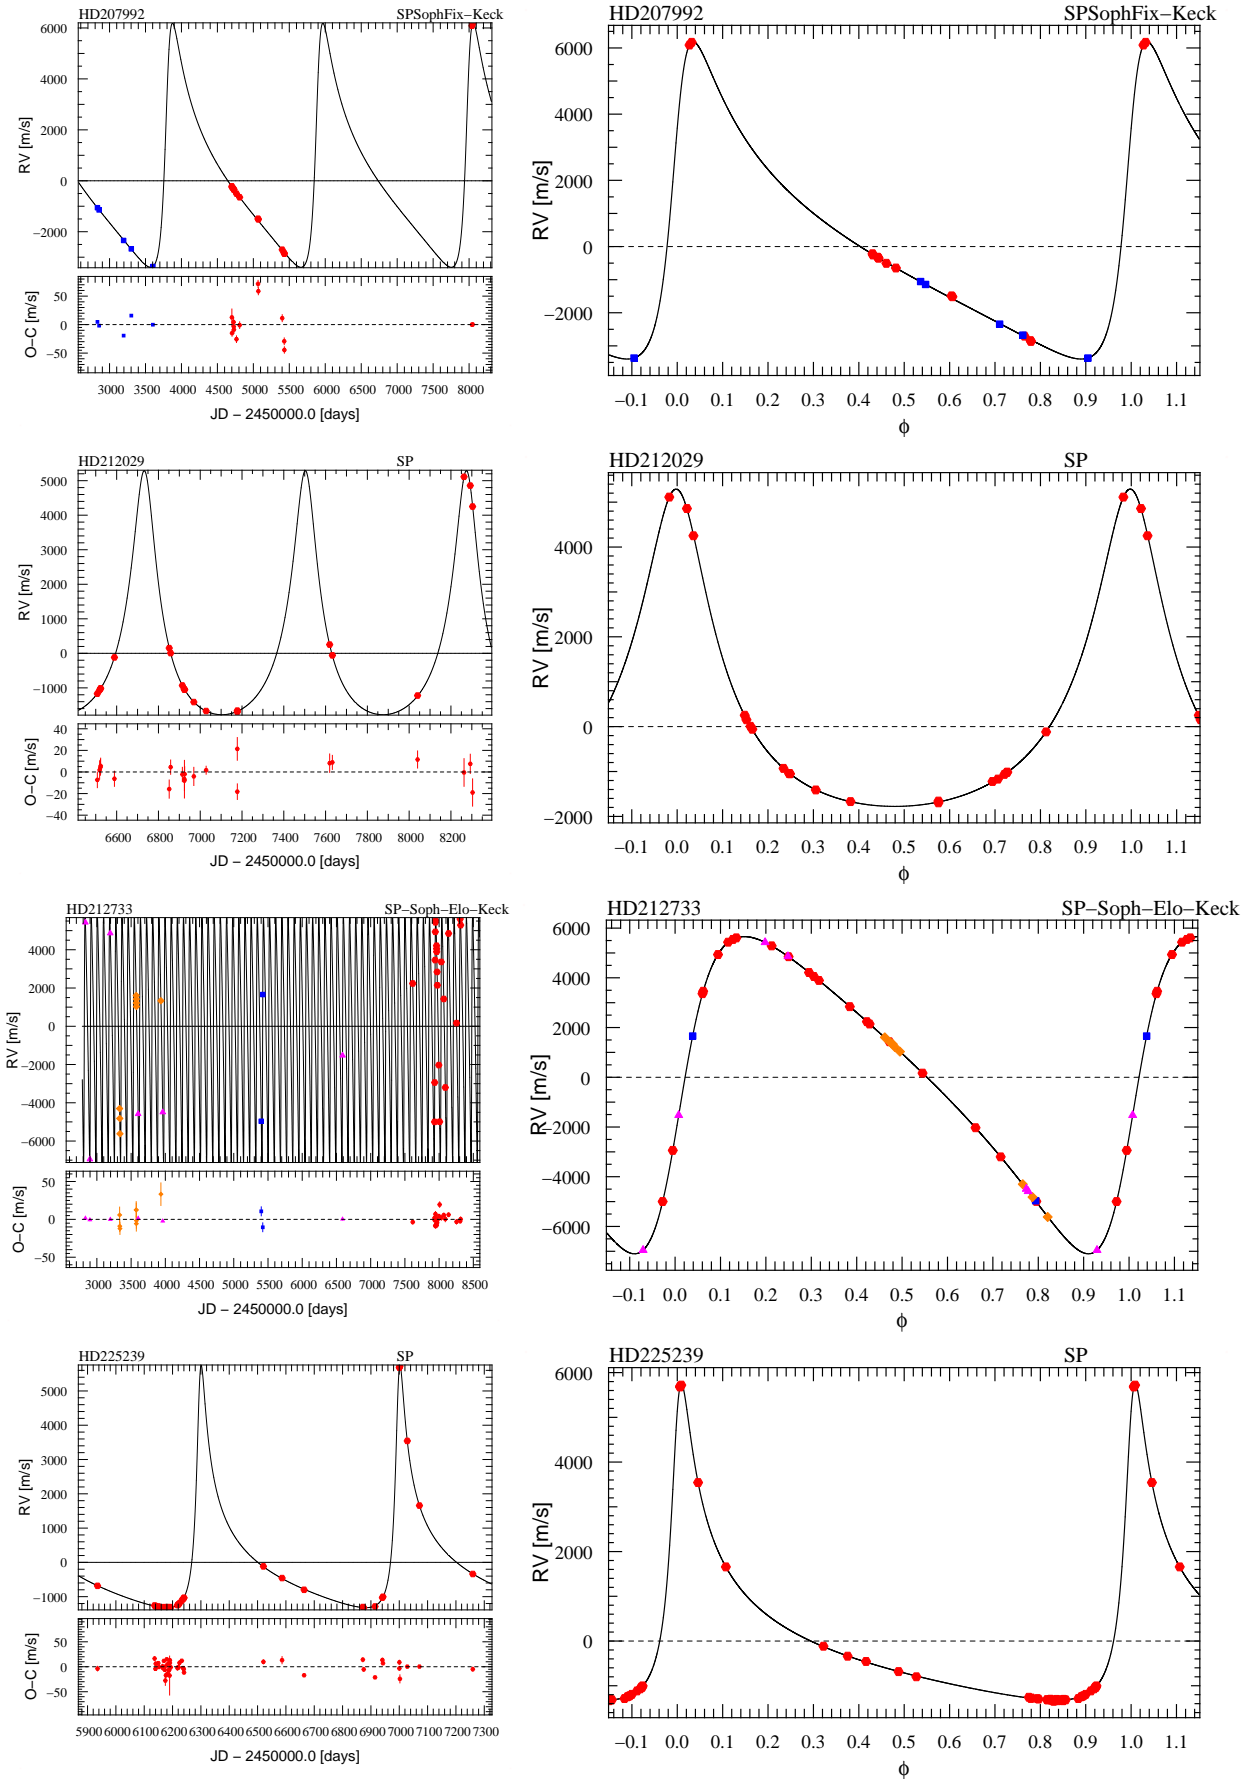 HD207992 SPSophFix−Keck
RV [m/s]
6000
4000
2000
0
−2000
O−C [m/s]
50
0
−50
3000 3500 4000 4500 5000 5500 6000 6500 7000 7500 8000
JD − 2450000.0 [days]
HD207992 SPSophFix−Keck
RV [m/s]
6000
4000
2000
0
−2000
−0.1 0.0 0.1 0.2 0.3 0.4 0.5 0.6 0.7 0.8 0.9 1.0 1.1
ϕ
HD212029 SP
RV [m/s]
5000
4000
3000
2000
1000
0
−1000
O−C [m/s]
40
20
0
−20
−40
6600 6800 7000 7200 7400 7600 7800 8000 8200
JD − 2450000.0 [days]
HD212029 SP
RV [m/s]
4000
2000
0
−2000
−0.1 0.0 0.1 0.2 0.3 0.4 0.5 0.6 0.7 0.8 0.9 1.0 1.1
ϕ
HD212733 SP−Soph−Elo−Keck
RV [m/s]
4000
2000
0
−2000
−4000
−6000
O−C [m/s]
50
0
−50
3000 3500 4000 4500 5000 5500 6000 6500 7000 7500 8000 8500
JD − 2450000.0 [days]
HD212733 SP−Soph−Elo−Keck
RV [m/s]
6000
4000
2000
0
−2000
−4000
−6000
−0.1 0.0 0.1 0.2 0.3 0.4 0.5 0.6 0.7 0.8 0.9 1.0 1.1
ϕ
HD225239 SP
RV [m/s]
5000
4000
3000
2000
1000
0
−1000
O−C [m/s]
50
0
−50
5900 6000 6100 6200 6300 6400 6500 6600 6700 6800 6900 7000 7100 7200 7300
JD − 2450000.0 [days]
HD225239 SP
RV [m/s]
6000
4000
2000
0
−0.1 0.0 0.1 0.2 0.3 0.4 0.5 0.6 0.7 0.8 0.9 1.0 1.1
ϕ